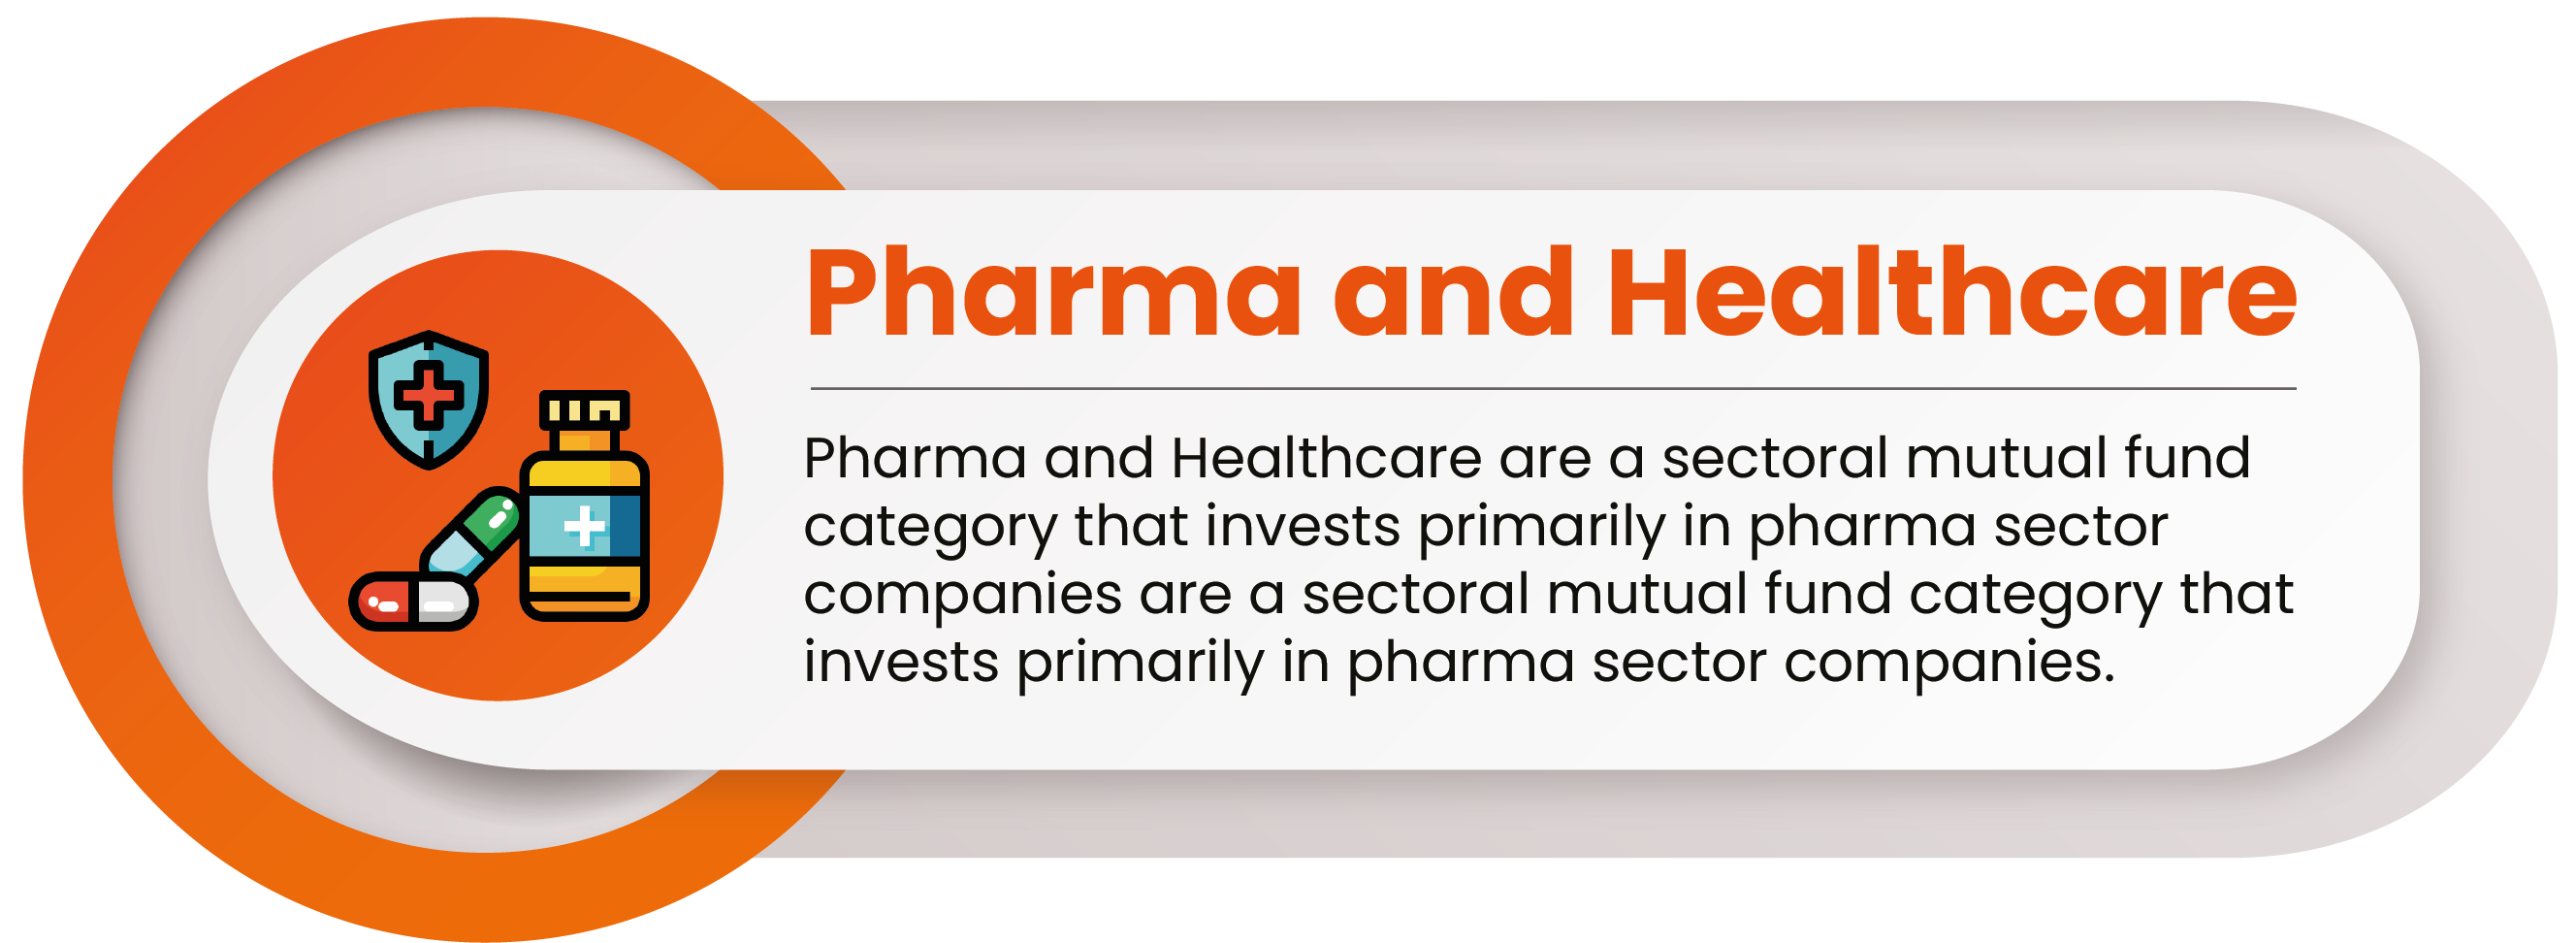 Pharma and Healthcare
Pharma and Healthcare are a sectoral mutual fund
category that invests primarily in pharma sector
companies are a sectoral mutual fund category that
invests primarily in pharma sector companies.